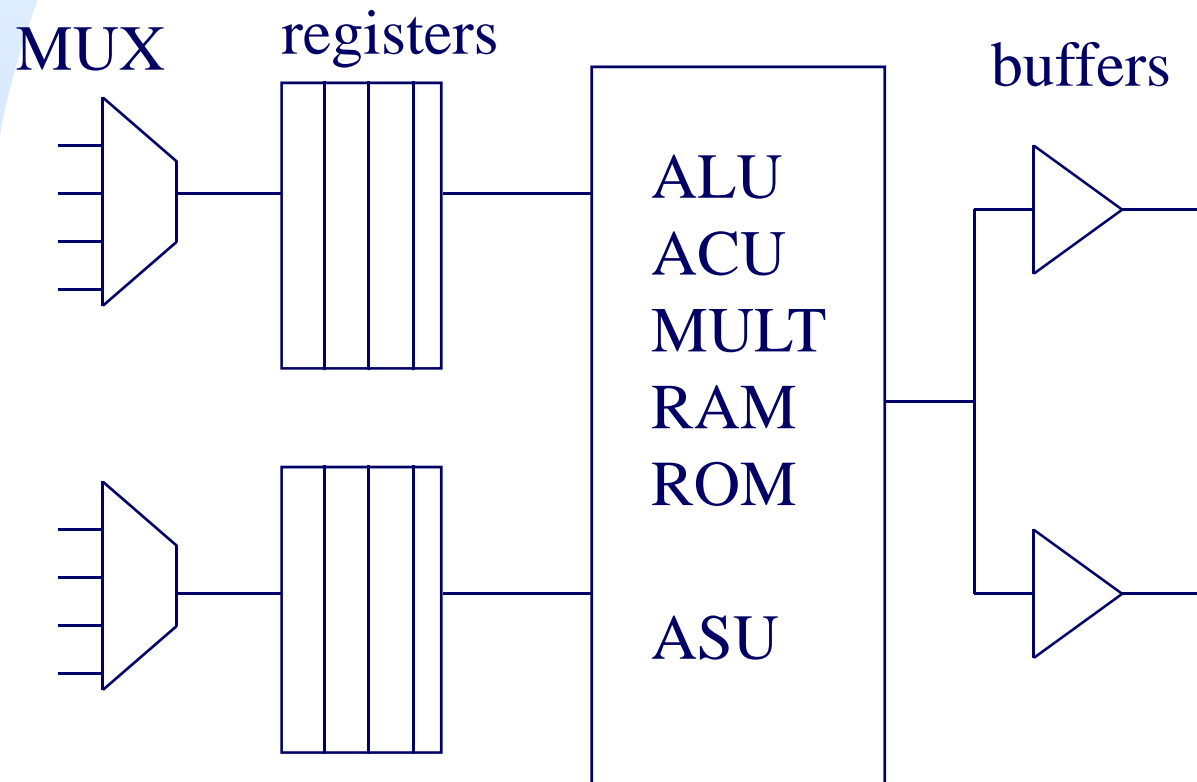 MUX
registers
buffers
ALU
ACU
MULT
RAM
ROM
ASU